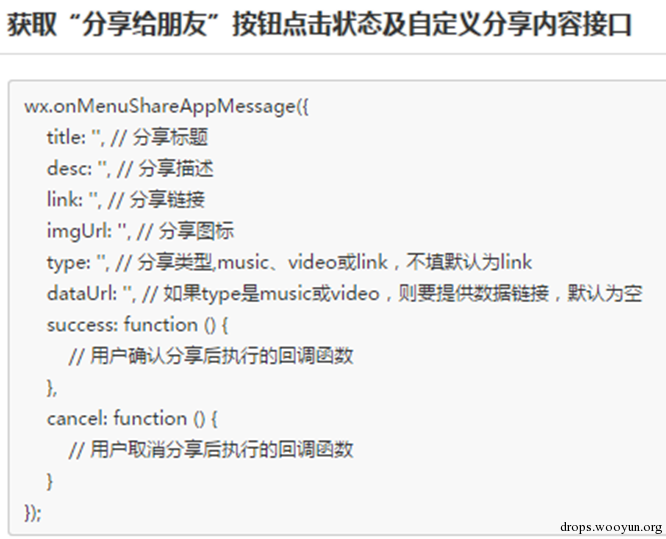 获取“分享给朋友”按钮点击状态及自定义分享内容接口
wx.onMenuShareAppMessage({
title: '', // 分享标题
desc: '', // 分享描述
link: '', // 分享链接
imgUrl: '', // 分享图标
type: '', // 分享类型,music、video或link，不填默认为link
dataUrl: '', // 如果type是music或video，则要提供数据链接，默认为空
success: function () {
// 用户确认分享后执行的回调函数
},
cancel: function () {
// 用户取消分享后执行的回调函数
}
});
drops.wooyun.org